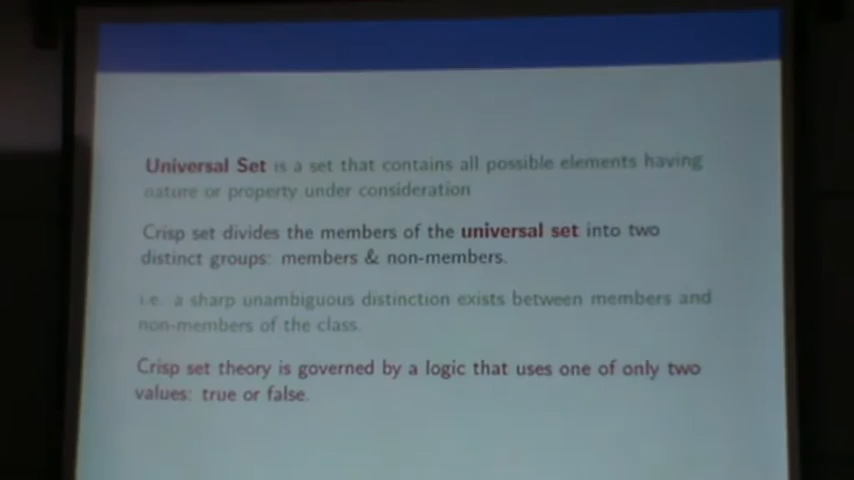 Universal Set is a set that contains all possible elements having
nature or property under consideration
Crisp set divides the members of the universal set into two
distinct groups: members & non-members.
i.e. a sharp unambiguous distinction exists between members and
non-members of the class.
Crisp set theory is governed by a logic that uses one of only two
values: true or false.